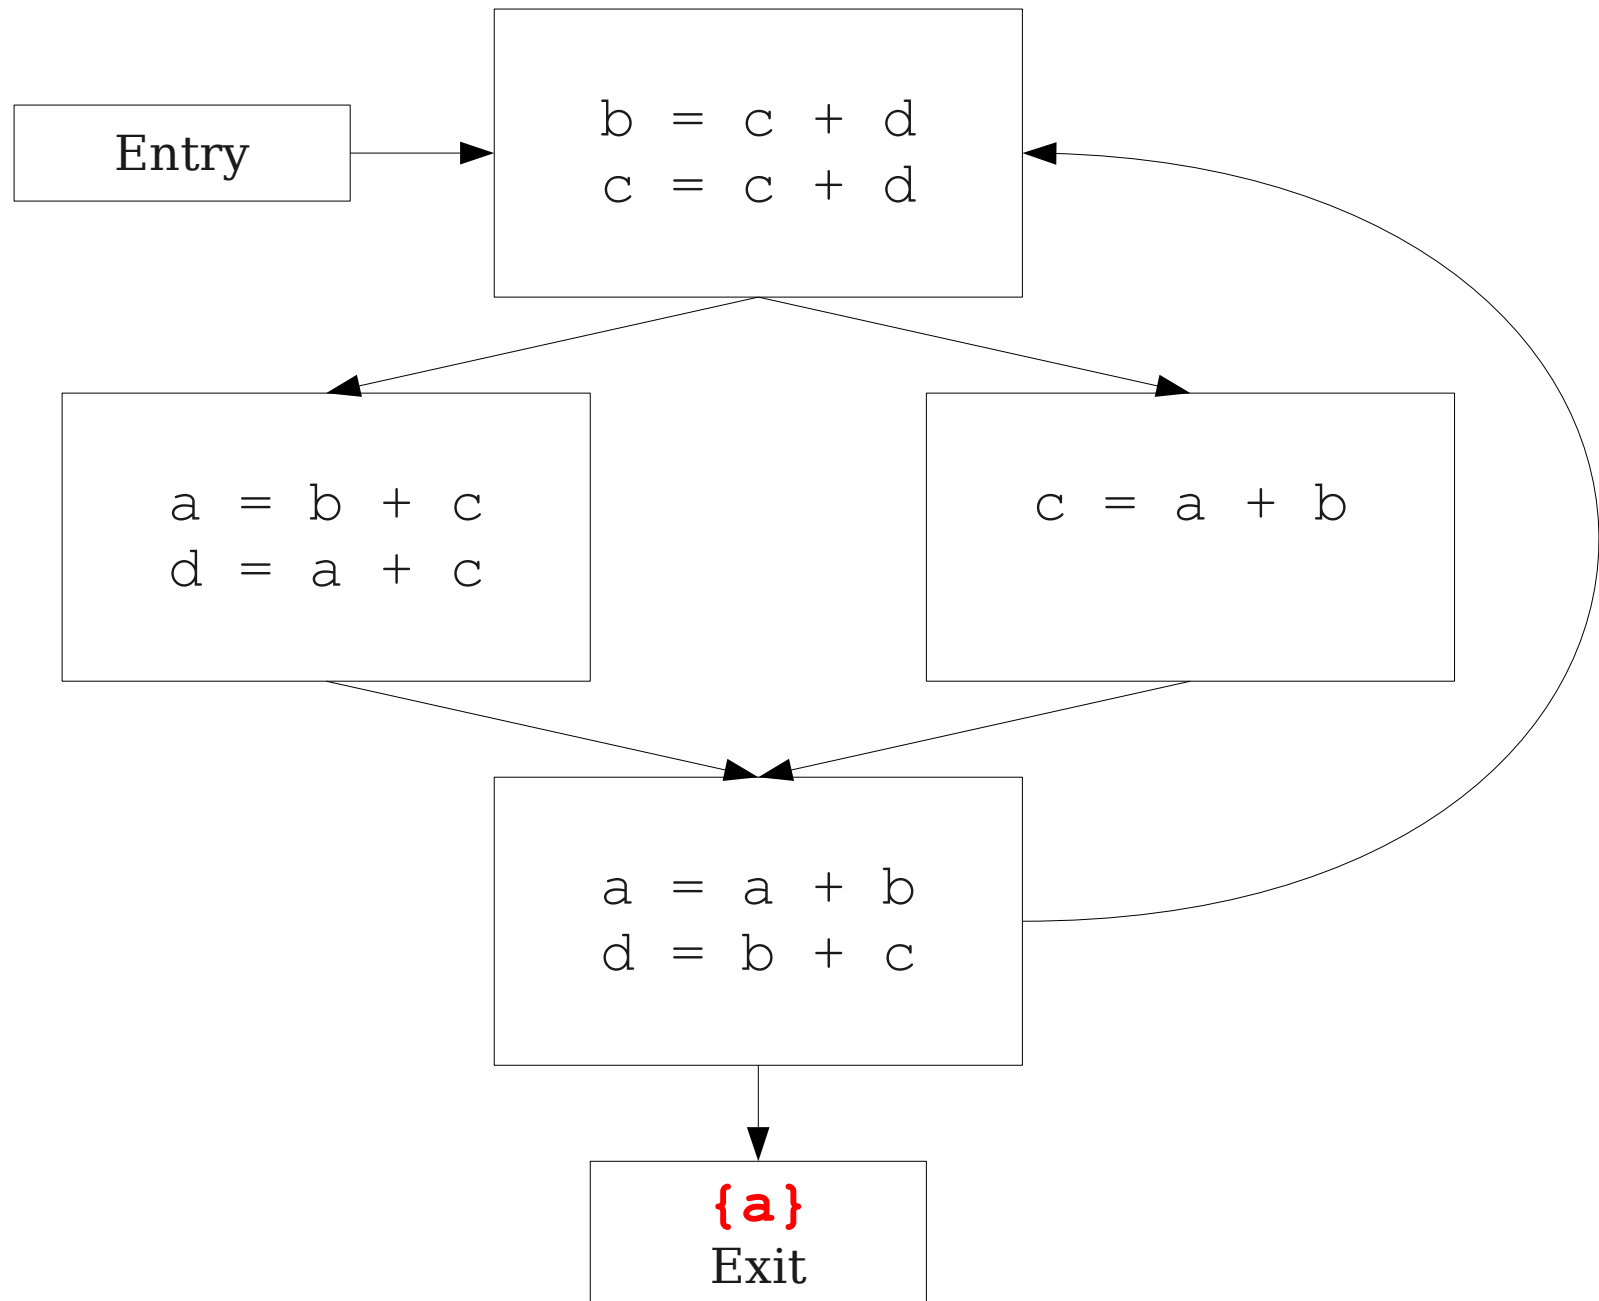 Entry
b = c + d
c = c + d
a = b + c
d = a + c
c = a + b
a = a + b
d = b + c
{a}
Exit